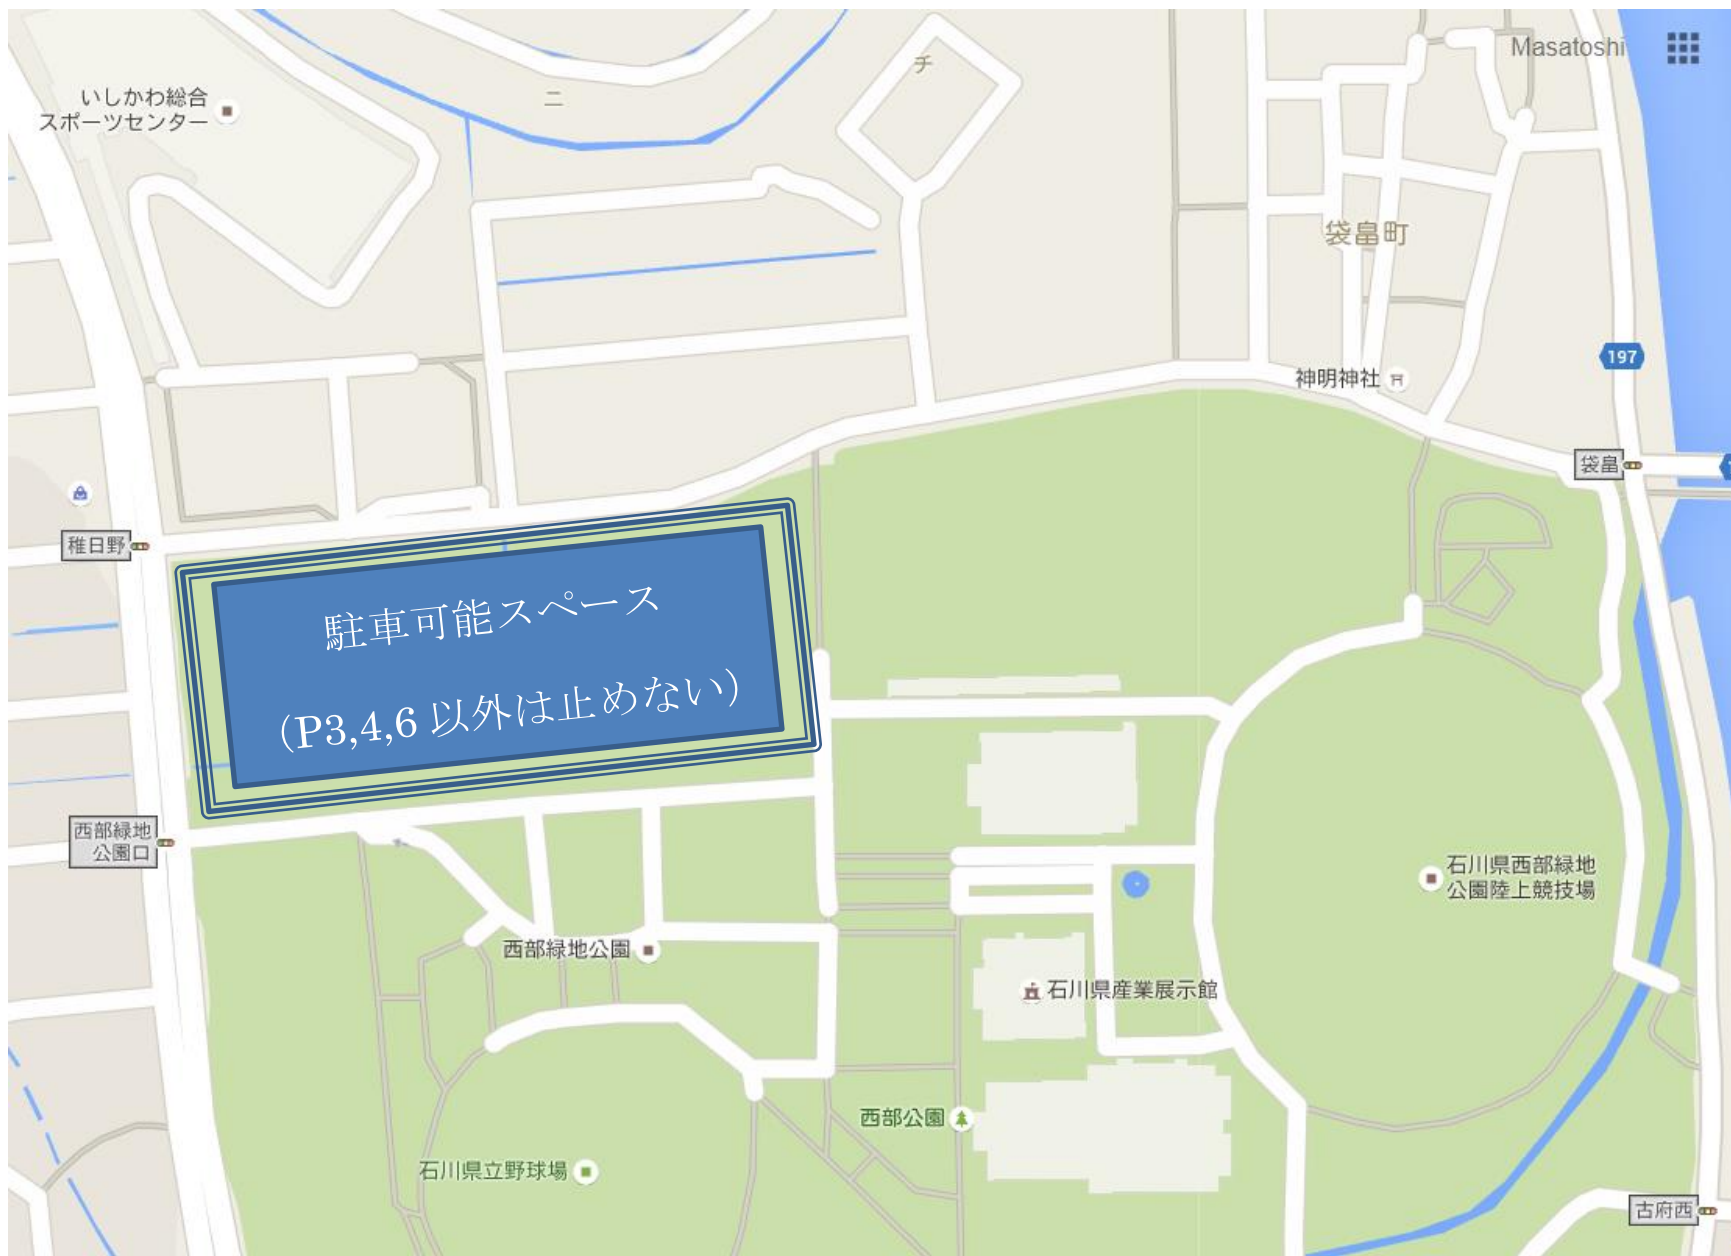 Masatoshi
チ
ニ
いしかわ総合
スポーツセンター
袋畠町
197
神明神社
袋畠
稚日野
駐車可能スペース
（P3,4,6 以外は止めない）
西部緑地
公園口
石川県西部緑地
公園陸上競技場
西部緑地公園
石川県産業展示館
西部公園
石川県立野球場
古府西